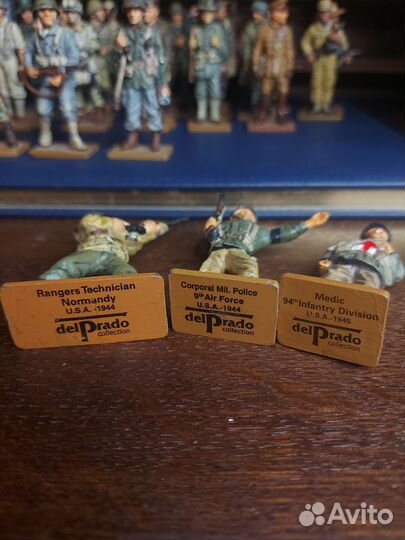 Rangers Technician
Normandy
U.S.A. -1944
delPrado
collection
Corporal Mil. Police
9th Air Force
U.S.A. -1944
delPrado
collection
Medic
94th Infantry Division
U.S.A. -1945
delPrado
collection
Avito